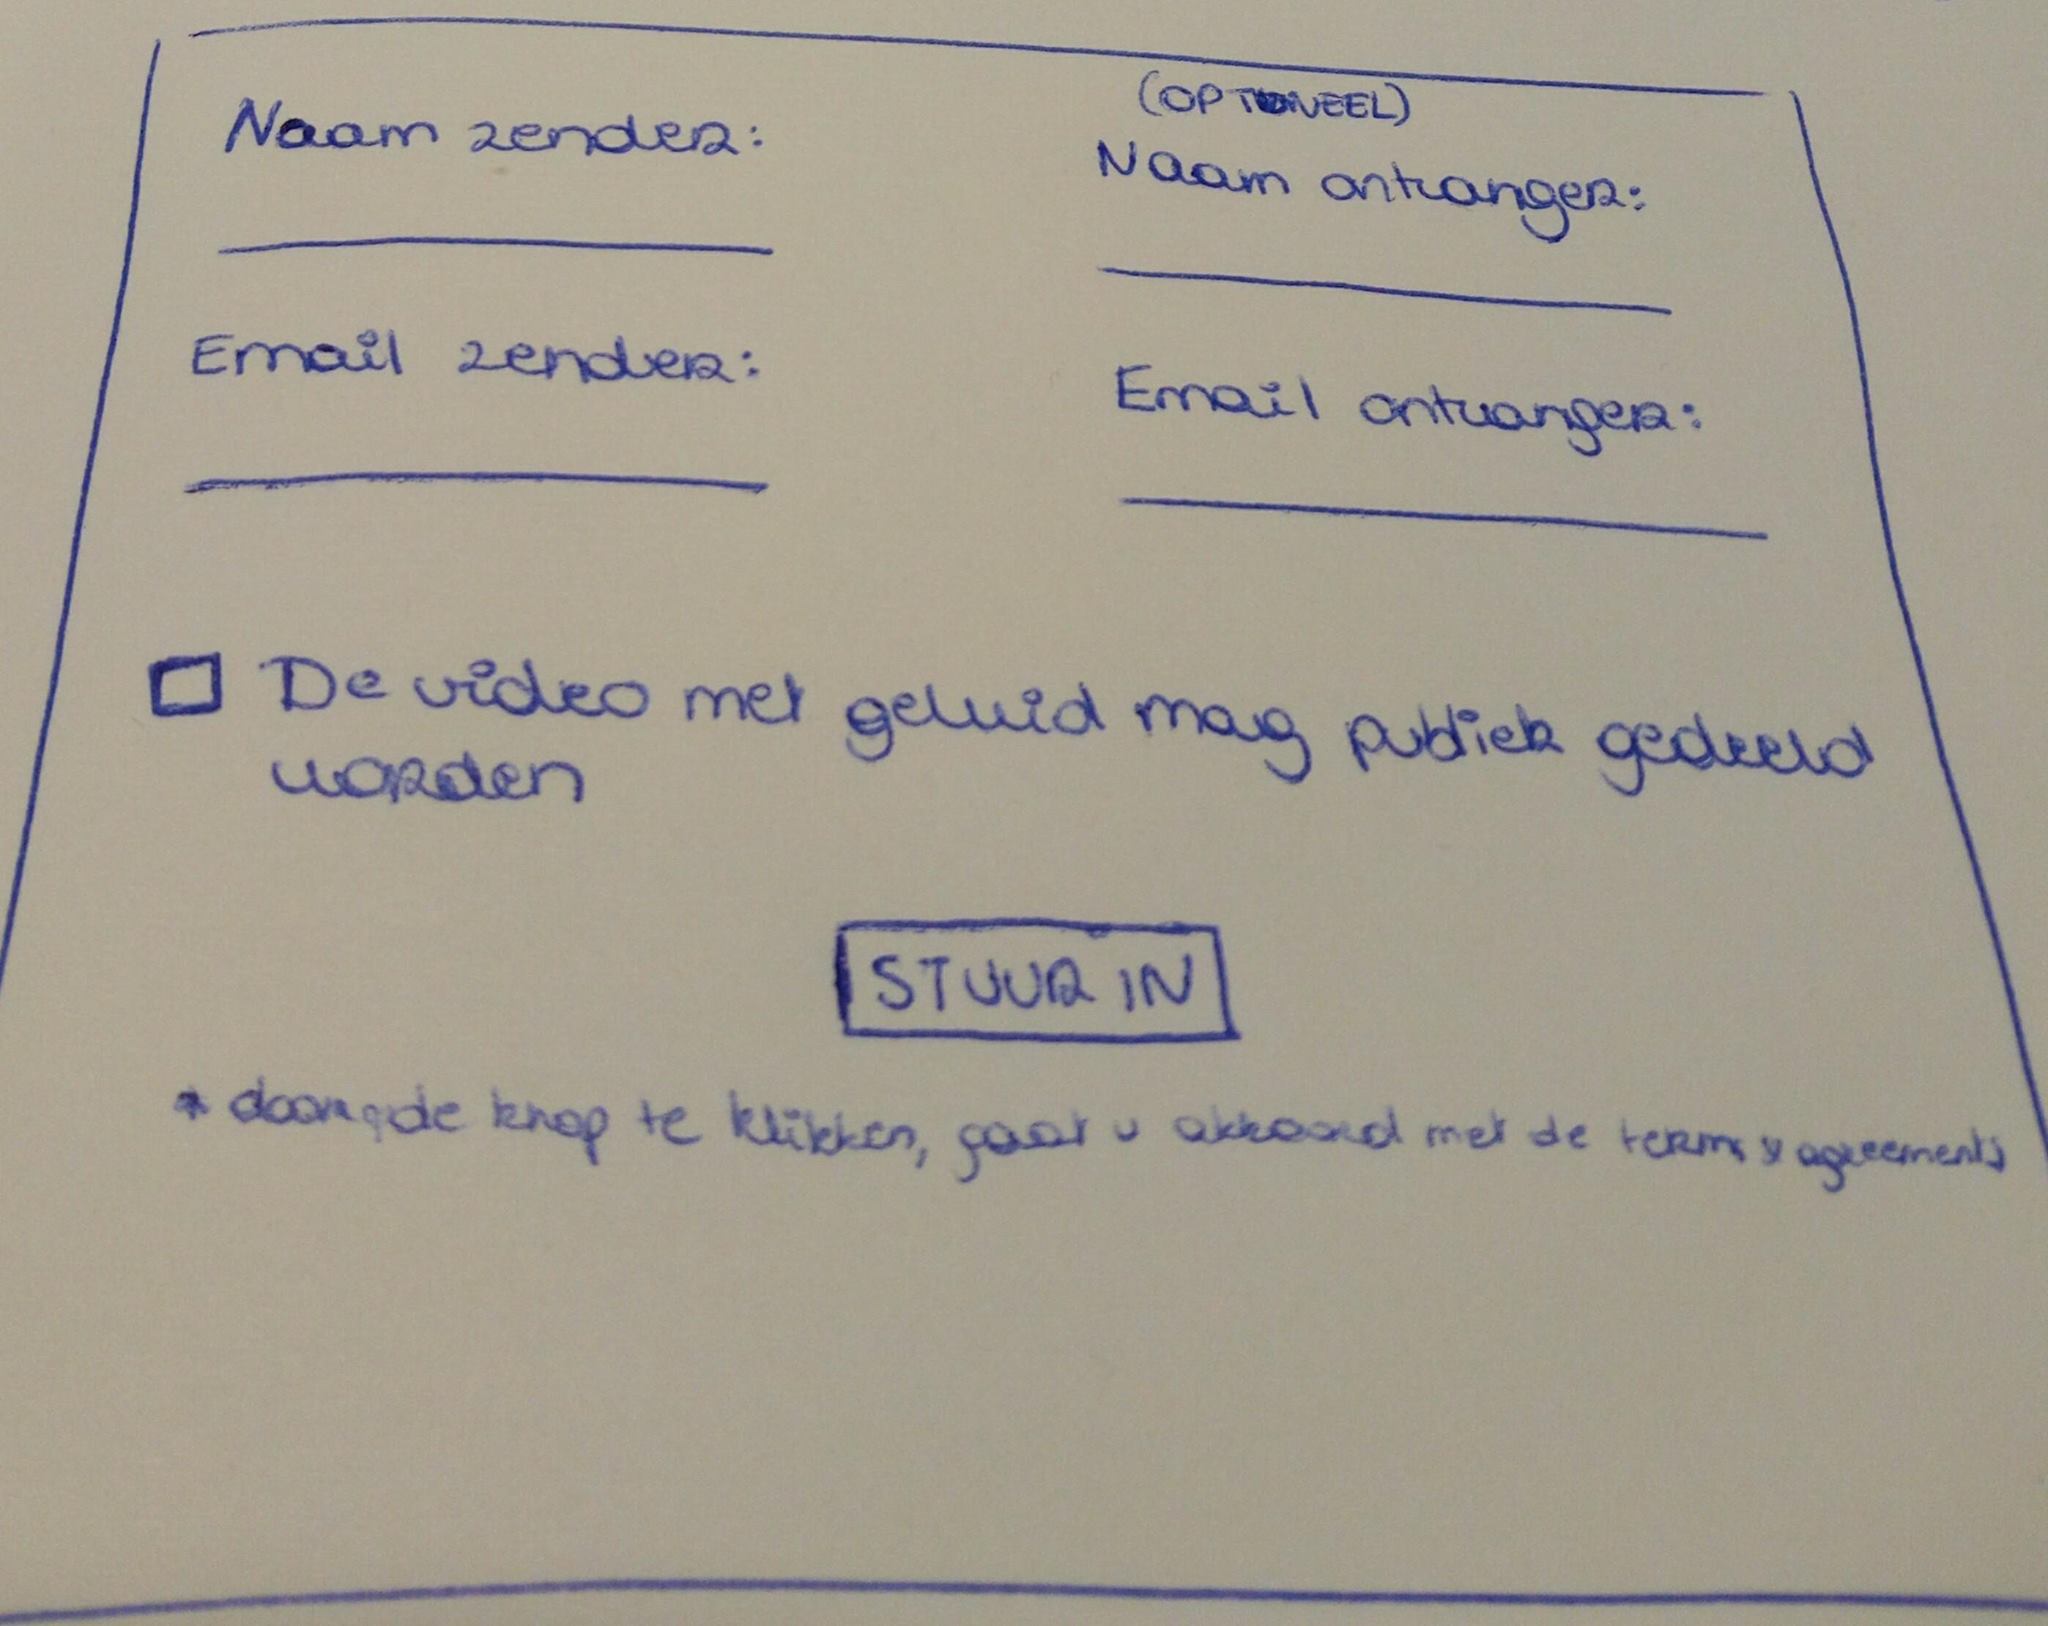 Naam zender:
(OPTIONEEL)
Naam ontvanger:
Email zender:
Email ontvanger:
De video met geluid mag publiek gedeeld
worden
STUUR IN
* door de knop te klikken, gaat u akkoord met de terms & agreements